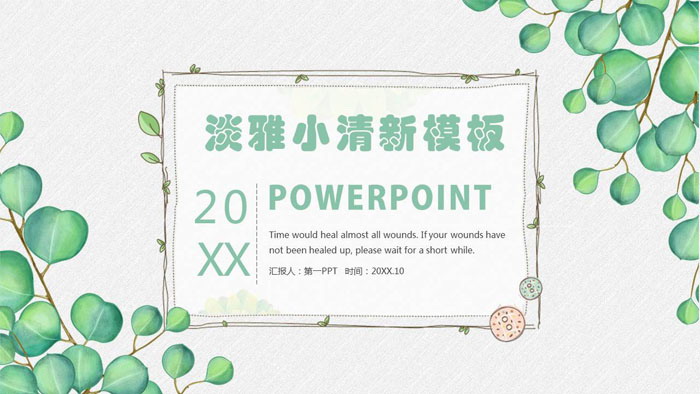 淡雅小清新模板
20
XX
POWERPOINT
Time would heal almost all wounds. If your wounds have
not been healed up, please wait for a short while.
汇报人：第一PPT 时间：20XX.10